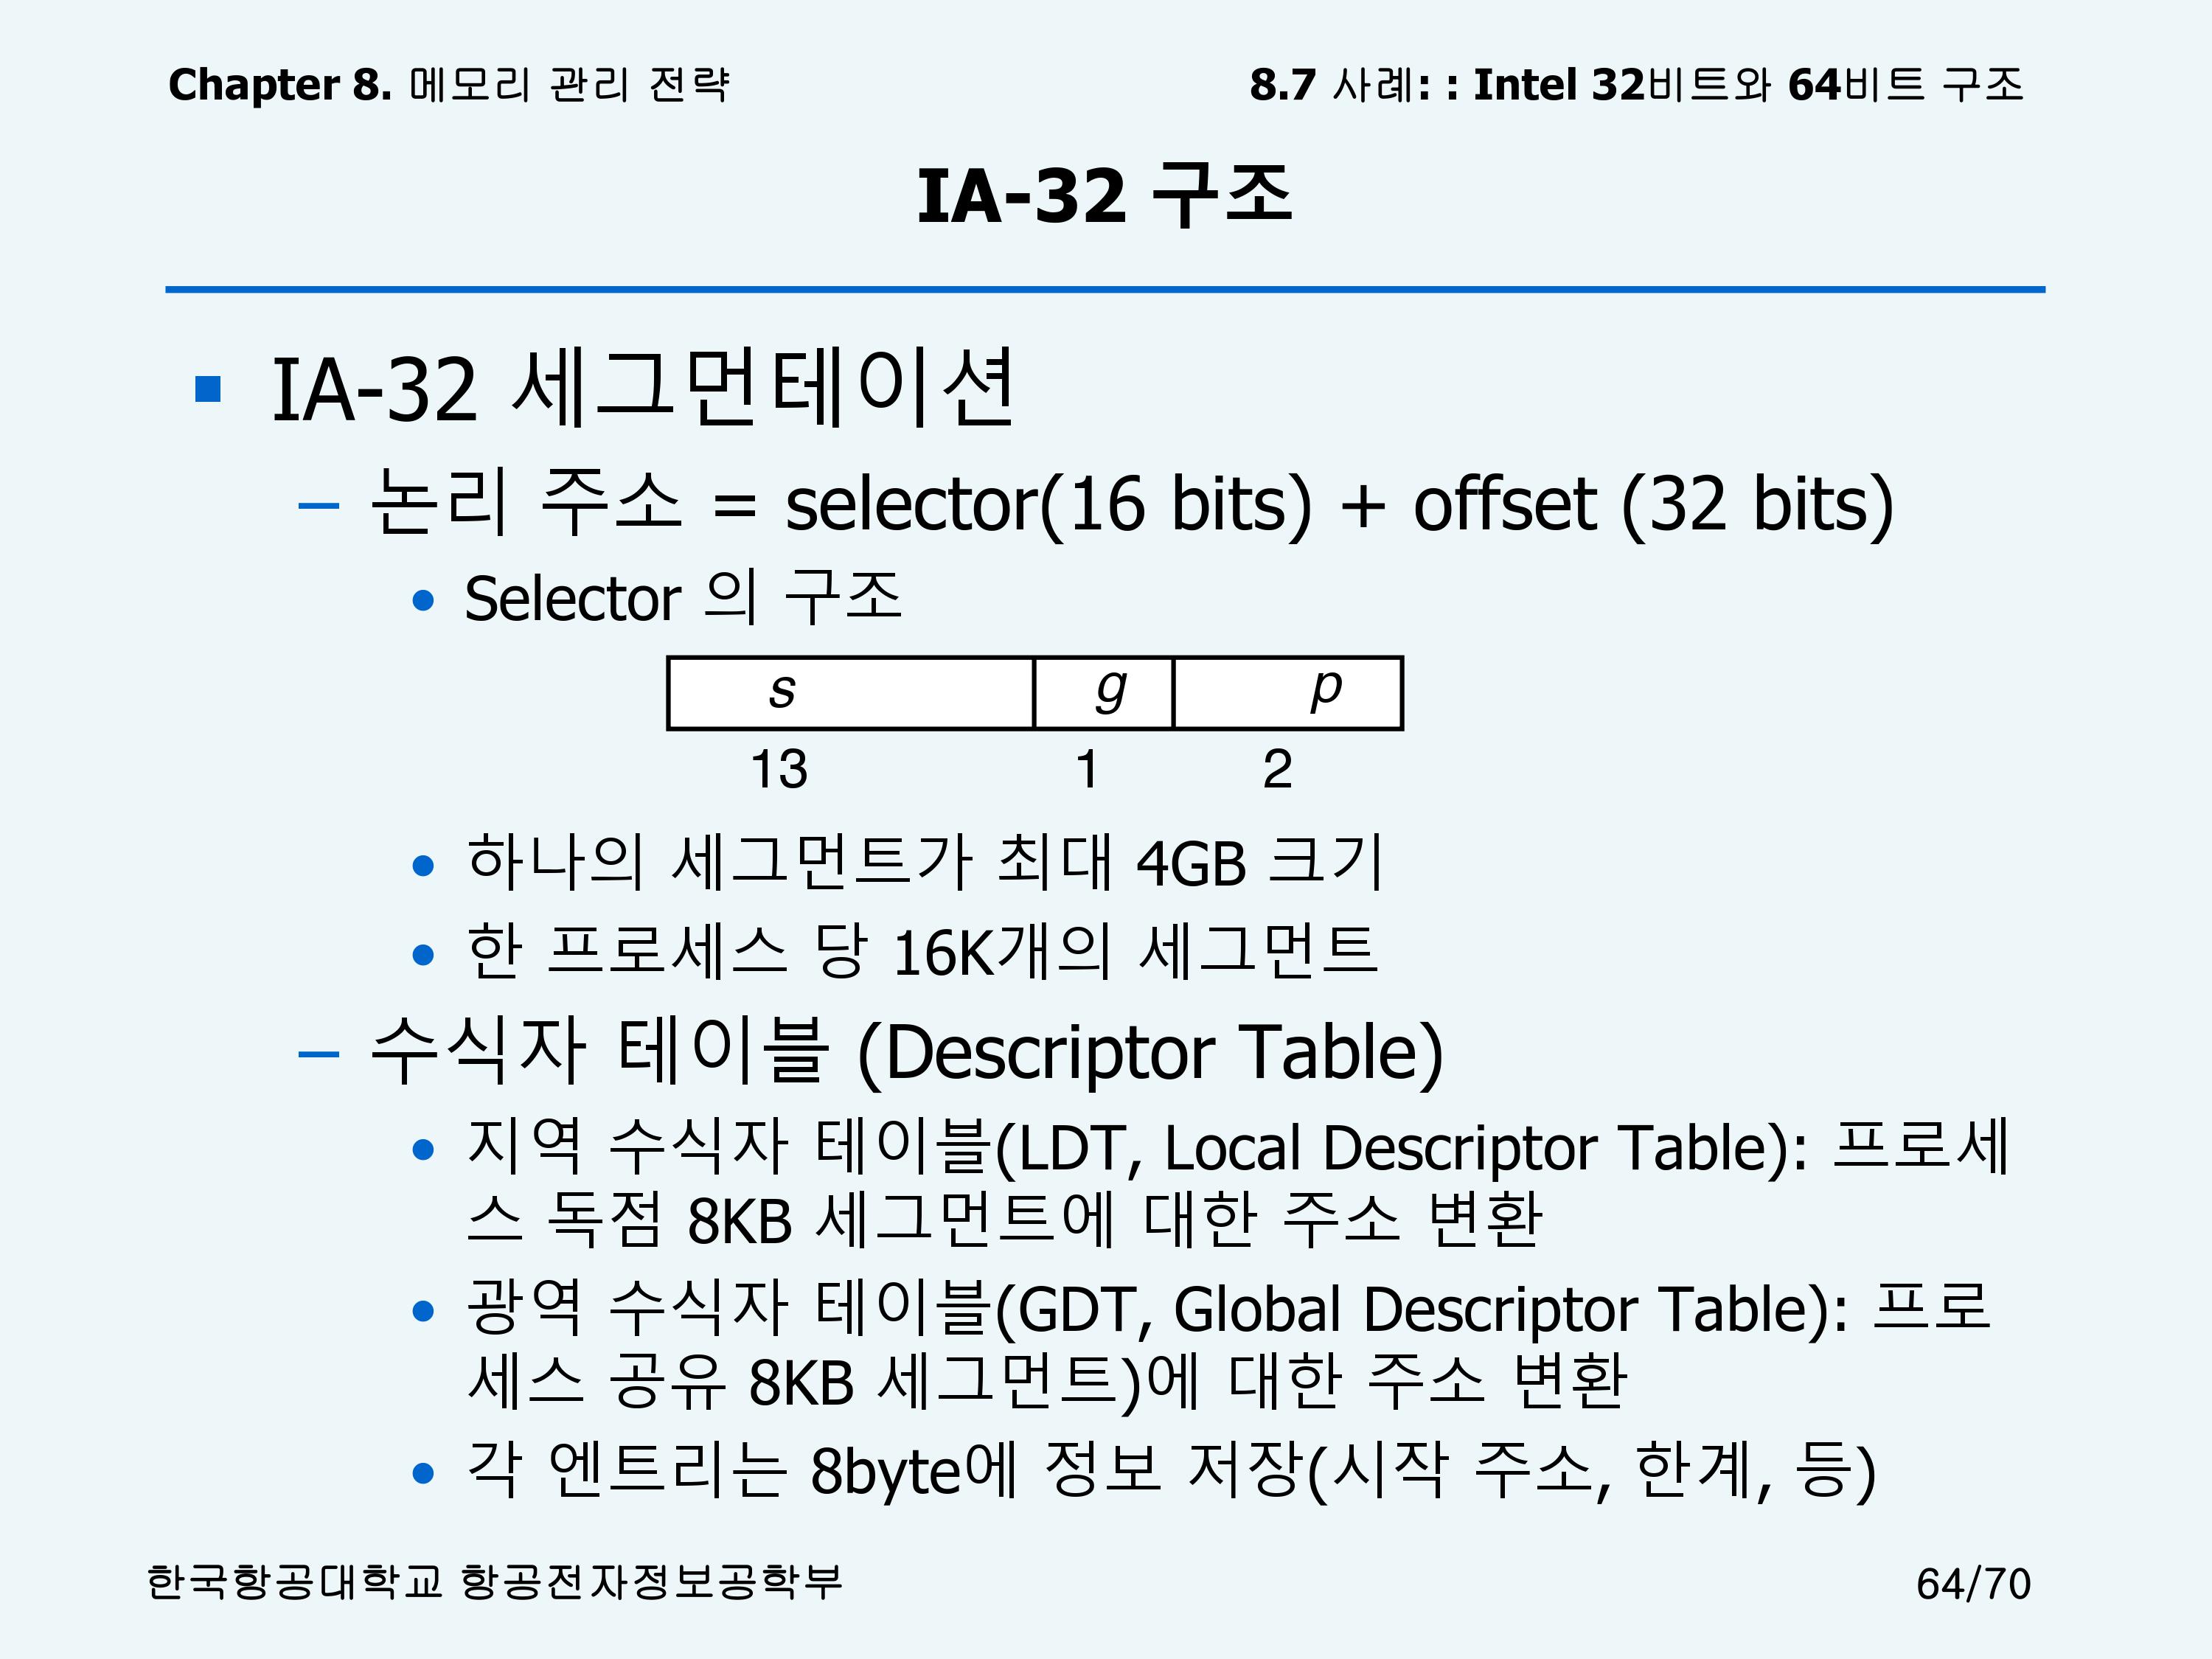 Chapter 8. 메모리 관리 전략
8.7 사례: : Intel 32비트와 64비트 구조
IA-32 구조
▪ IA-32 세그먼테이션
– 논리 주소 = selector(16 bits) + offset (32 bits)
• Selector 의 구조
s g p
13 1 2
• 하나의 세그먼트가 최대 4GB 크기
• 한 프로세스 당 16K개의 세그먼트
– 수식자 테이블 (Descriptor Table)
• 지역 수식자 테이블(LDT, Local Descriptor Table): 프로세
스 독점 8KB 세그먼트에 대한 주소 변환
• 광역 수식자 테이블(GDT, Global Descriptor Table): 프로
세스 공유 8KB 세그먼트)에 대한 주소 변환
• 각 엔트리는 8byte에 정보 저장(시작 주소, 한계, 등)
한국항공대학교 항공전자정보공학부
64/70